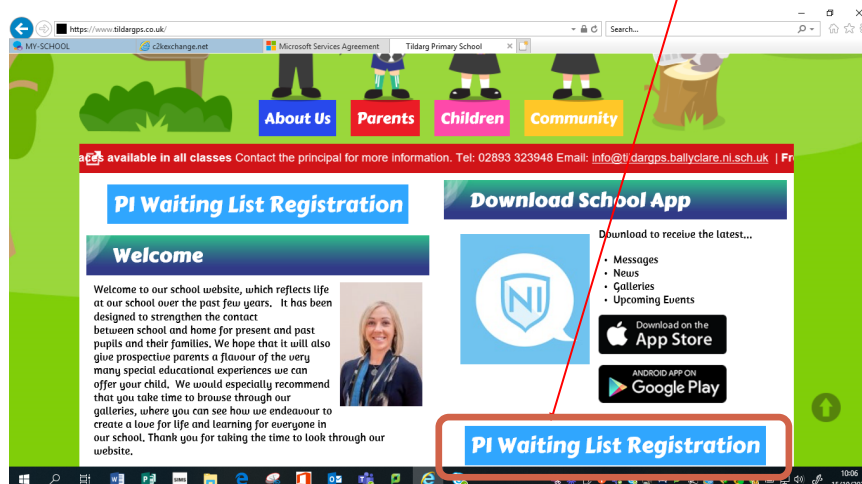 https://www.tildargps.co.uk/
Search...
MY-SCHOOL
c2kexchange.net
Microsoft Services Agreement
Tildarg Primary School
About Us
Parents
Children
Community
available in all classes Contact the principal for more information. Tel: 02893 323948 Email: info@tildargps.ballyclare.ni.sch.uk |
P1 Waiting List Registration
Welcome
Welcome to our school website, which reflects life
at our school over the past few years. It has been
designed to strengthen the contact
between school and home for present and past
pupils and their families. We hope that it will also
give prospective parents a flavour of the very
many special educational experiences we can
offer your child. We would especially recommend
that you take time to browse through our
galleries, where you can see how we endeavour to
create a love for life and learning for everyone in
our school. Thank you for taking the time to look through our
website.
Download School App
NI
Download to receive the latest...
• Messages
• News
• Galleries
• Upcoming Events
Download on the
App Store
ANDROID APP ON
Google Play
P1 Waiting List Registration
SIMS
10:06